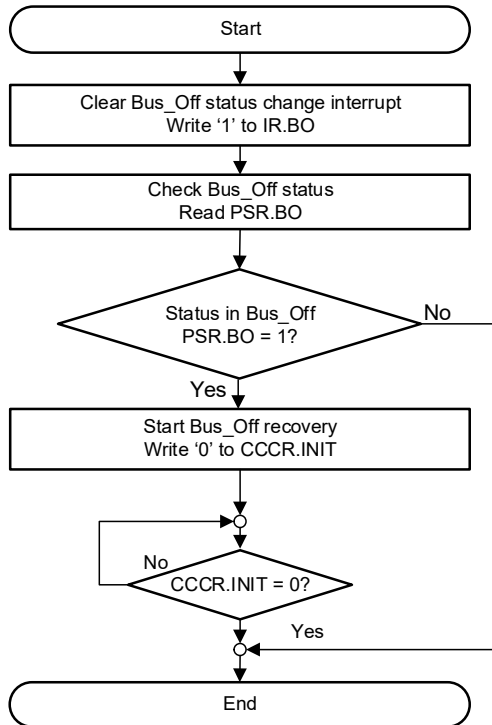 Start
Clear Bus_Off status change interrupt
Write ‘1’ to IR.BO
Check Bus_Off status
Read PSR.BO
Status in Bus_Off
PSR.BO = 1?
No
Yes
Start Bus_Off recovery
Write ‘0’ to CCCR.INIT
No
CCCR.INIT = 0?
Yes
End